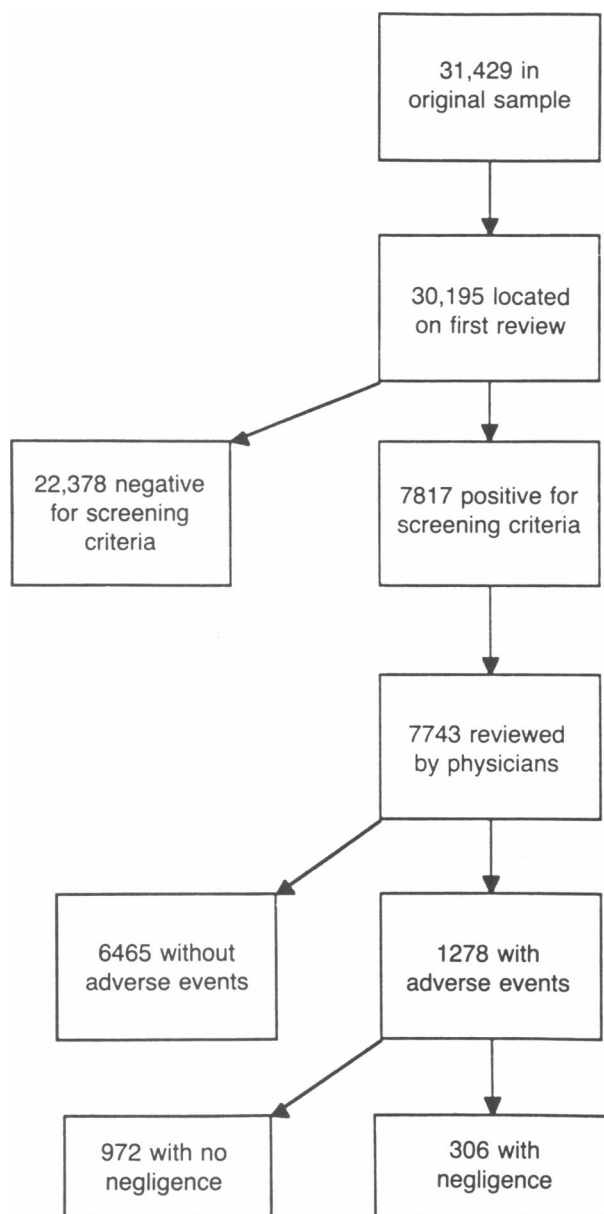 31,429 in
original sample
30,195 located
on first review
22,378 negative
for screening
criteria
7817 positive for
screening criteria
7743 reviewed
by physicians
6465 without
adverse events
1278 with
adverse events
972 with no
negligence
306 with
negligence